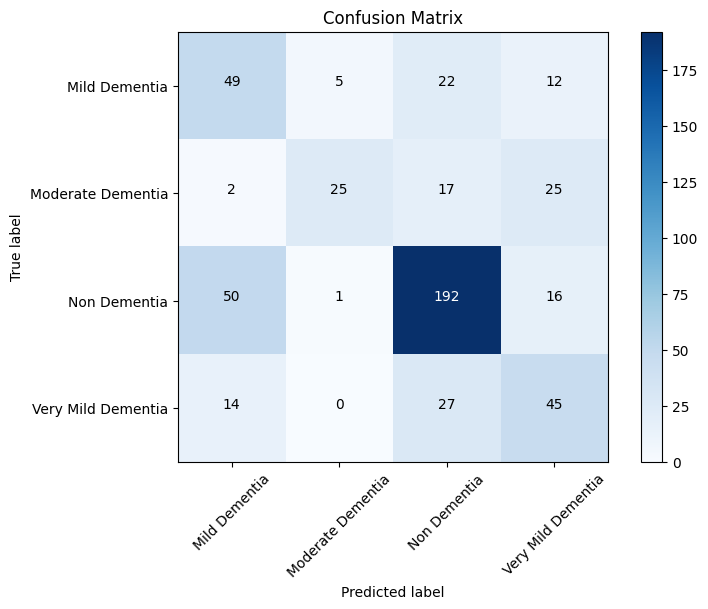 Confusion Matrix
True label
Mild Dementia 49 5 22 12
Moderate Dementia 2 25 17 25
Non Dementia 50 1 192 16
Very Mild Dementia 14 0 27 45
Mild Dementia
Moderate Dementia
Non Dementia
Very Mild Dementia
Predicted label
175
150
125
100
75
50
25
0